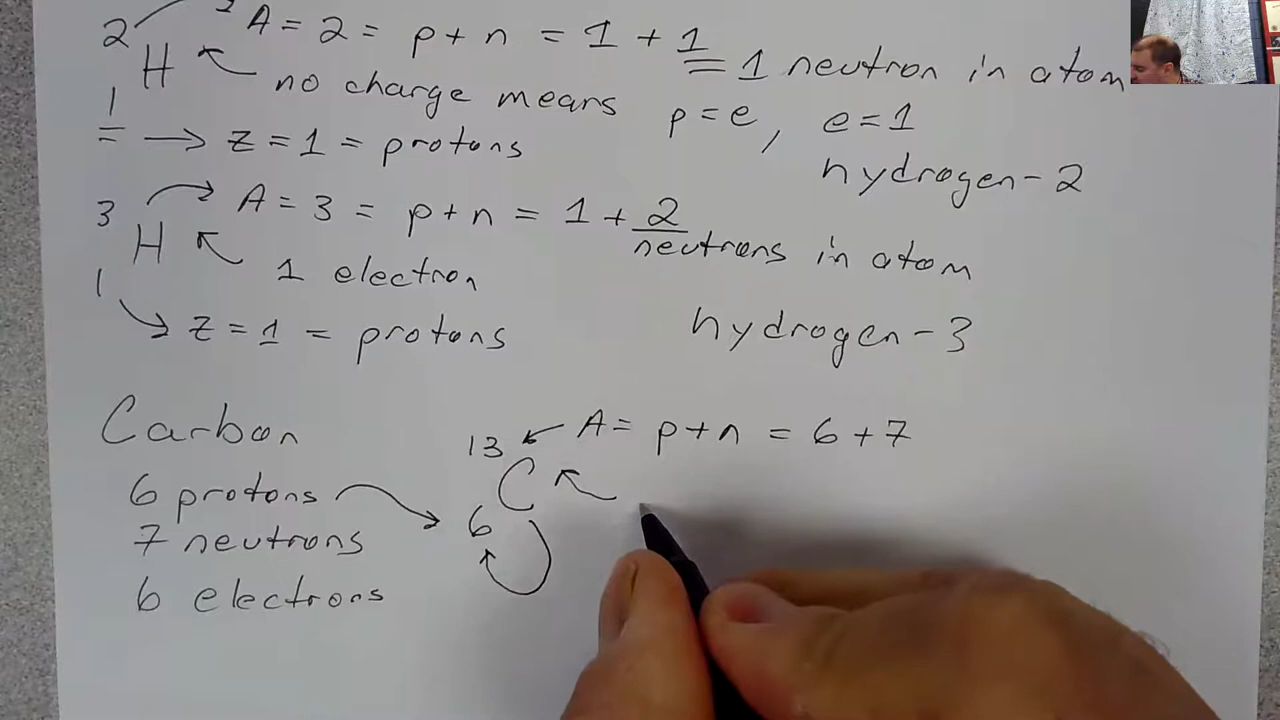 2 A = 2 = p + n = 1 + 1
H no charge means = 1 neutron in atom
1 p = e, e = 1
= → z = 1 = protons hydrogen-2
3 A = 3 = p + n = 1 + 2
H 1 electron neutrons in atom
1 z = 1 = protons hydrogen-3
Carbon 13 A = p + n = 6 + 7
6 protons C
7 neutrons 6
6 electrons